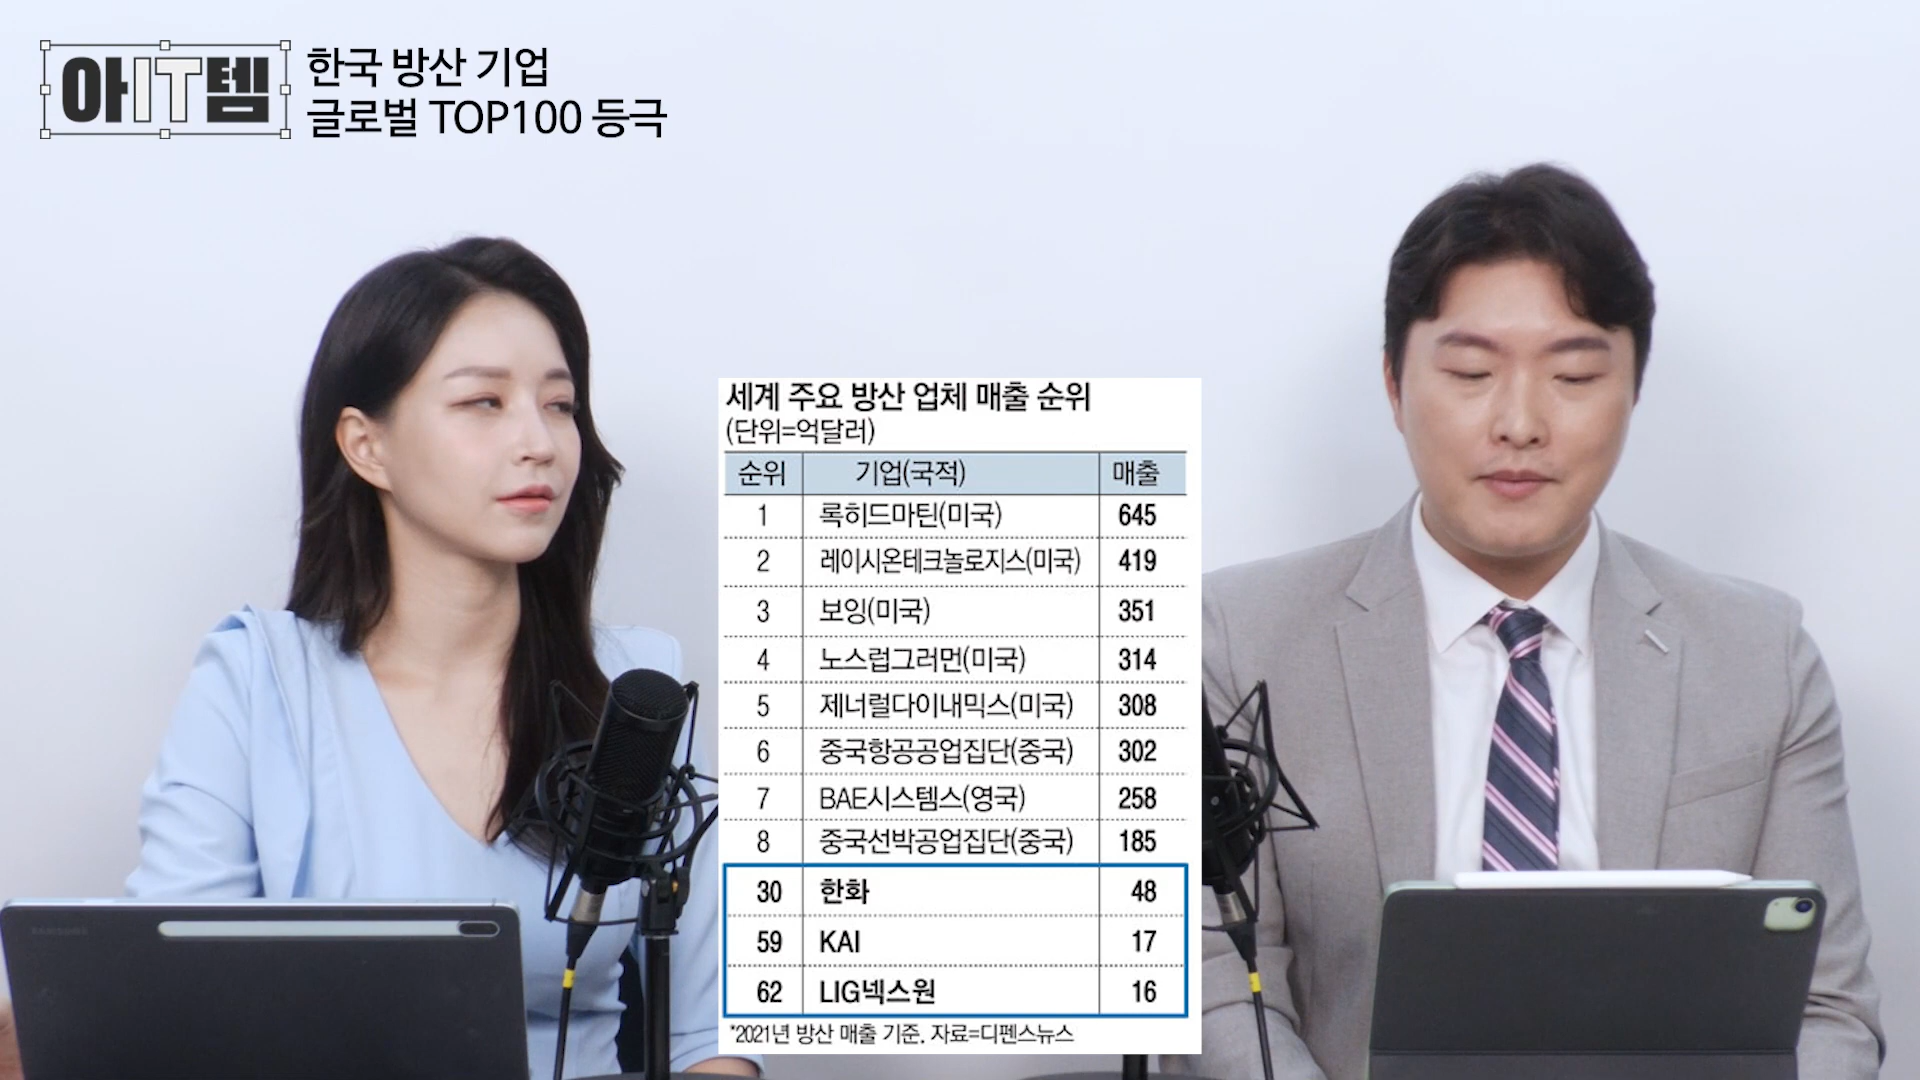 아IT템
한국 방산 기업
글로벌 TOP100 등극
세계 주요 방산 업체 매출 순위
(단위=억달러)
순위 기업(국적) 매출
1 록히드마틴(미국) 645
2 레이시온테크놀로지스(미국) 419
3 보잉(미국) 351
4 노스럽그러먼(미국) 314
5 제너럴다이내믹스(미국) 308
6 중국항공공업집단(중국) 302
7 BAE시스템스(영국) 258
8 중국선박공업집단(중국) 185
30 한화 48
59 KAI 17
62 LIG넥스원 16
*2021년 방산 매출 기준. 자료=디펜스뉴스
SAMSUNG